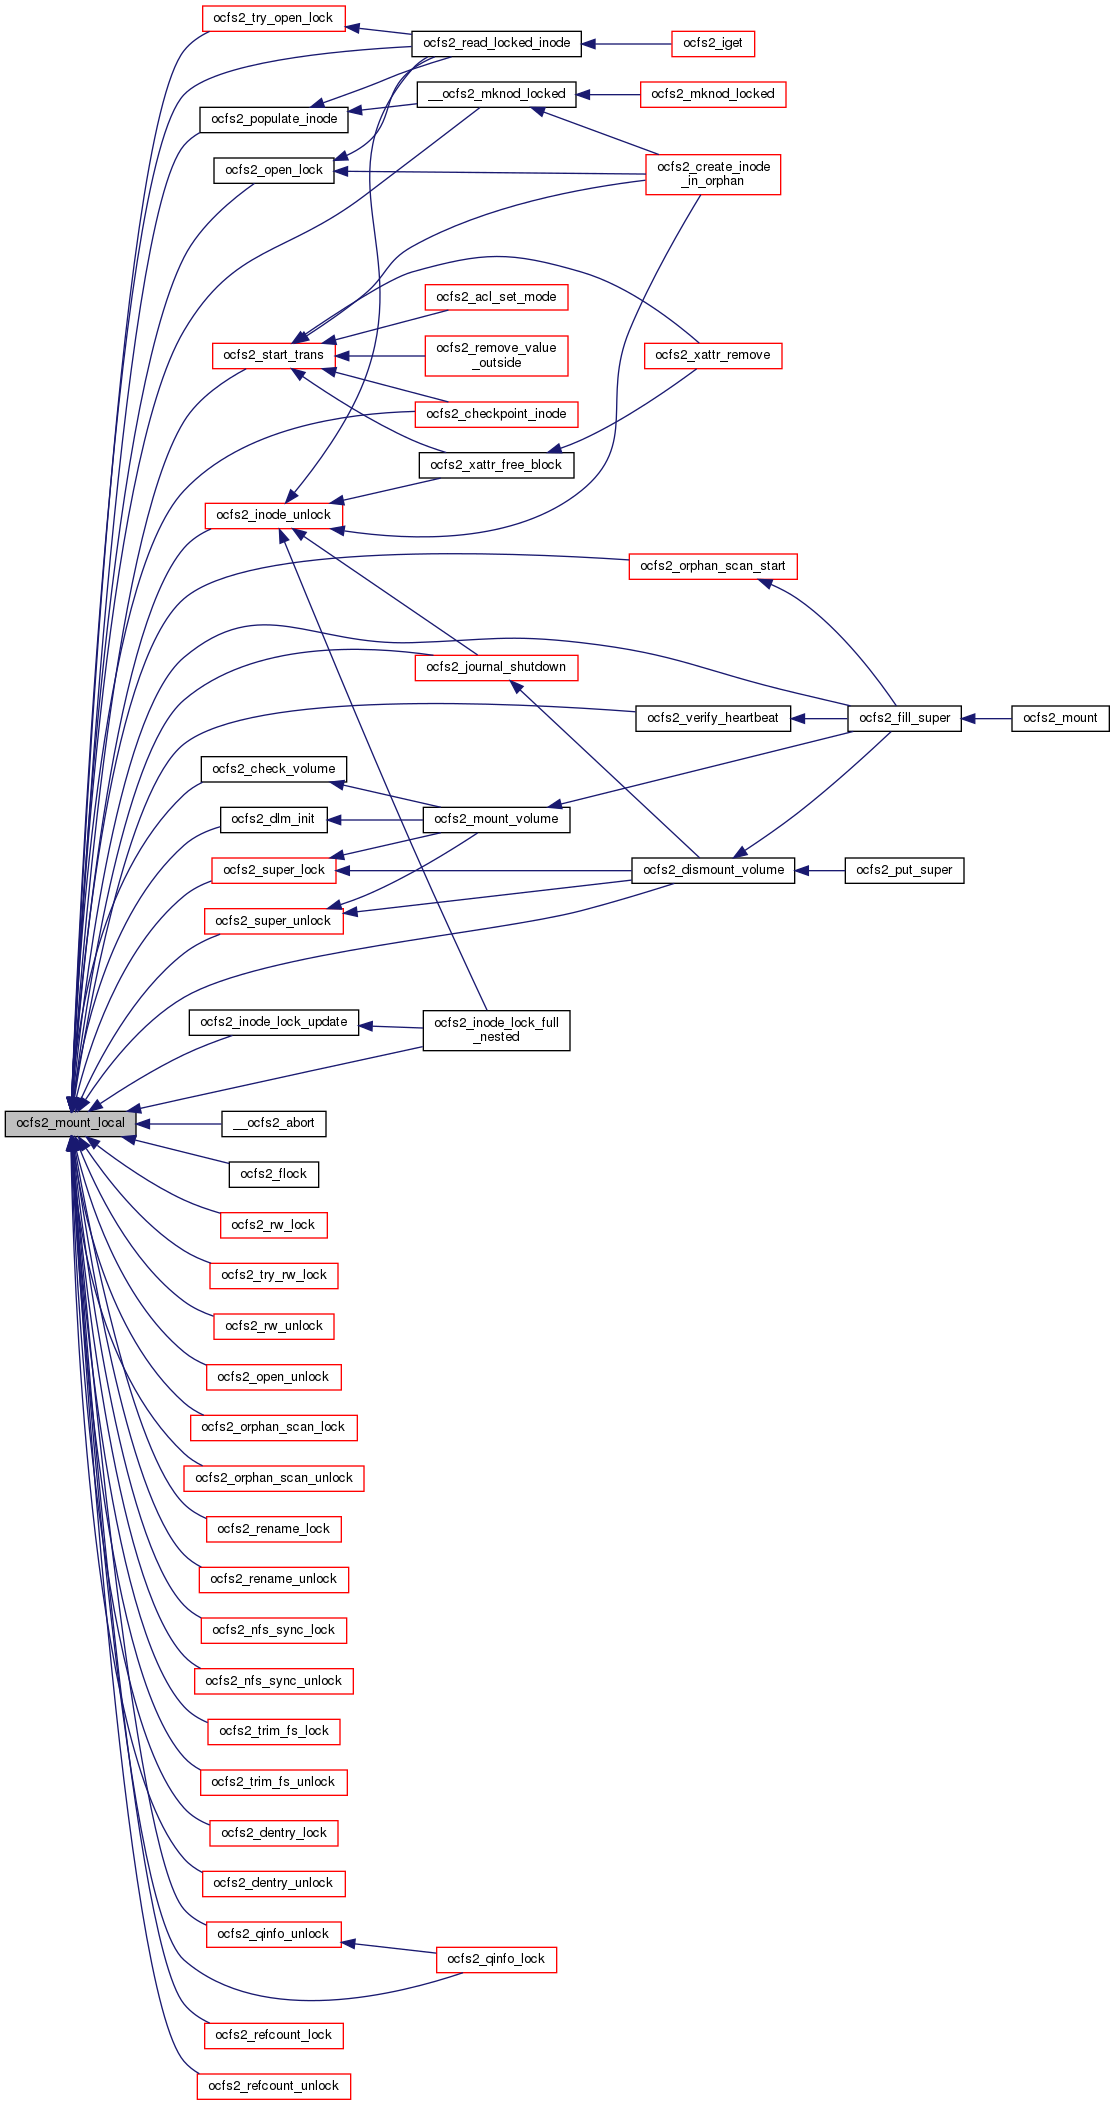 ocfs2_try_open_lock
ocfs2_read_locked_inode
ocfs2_iget
__ocfs2_mknod_locked
ocfs2_mknod_locked
ocfs2_populate_inode
ocfs2_open_lock
ocfs2_create_inode
_in_orphan
ocfs2_acl_set_mode
ocfs2_start_trans
ocfs2_remove_value
_outside
ocfs2_xattr_remove
ocfs2_checkpoint_inode
ocfs2_xattr_free_block
ocfs2_inode_unlock
ocfs2_orphan_scan_start
ocfs2_journal_shutdown
ocfs2_verify_heartbeat
ocfs2_fill_super
ocfs2_mount
ocfs2_check_volume
ocfs2_dlm_init
ocfs2_mount_volume
ocfs2_super_lock
ocfs2_dismount_volume
ocfs2_put_super
ocfs2_super_unlock
ocfs2_inode_lock_update
ocfs2_inode_lock_full
_nested
ocfs2_mount_local
__ocfs2_abort
ocfs2_flock
ocfs2_rw_lock
ocfs2_try_rw_lock
ocfs2_rw_unlock
ocfs2_open_unlock
ocfs2_orphan_scan_lock
ocfs2_orphan_scan_unlock
ocfs2_rename_lock
ocfs2_rename_unlock
ocfs2_nfs_sync_lock
ocfs2_nfs_sync_unlock
ocfs2_trim_fs_lock
ocfs2_trim_fs_unlock
ocfs2_dentry_lock
ocfs2_dentry_unlock
ocfs2_qinfo_unlock
ocfs2_qinfo_lock
ocfs2_refcount_lock
ocfs2_refcount_unlock